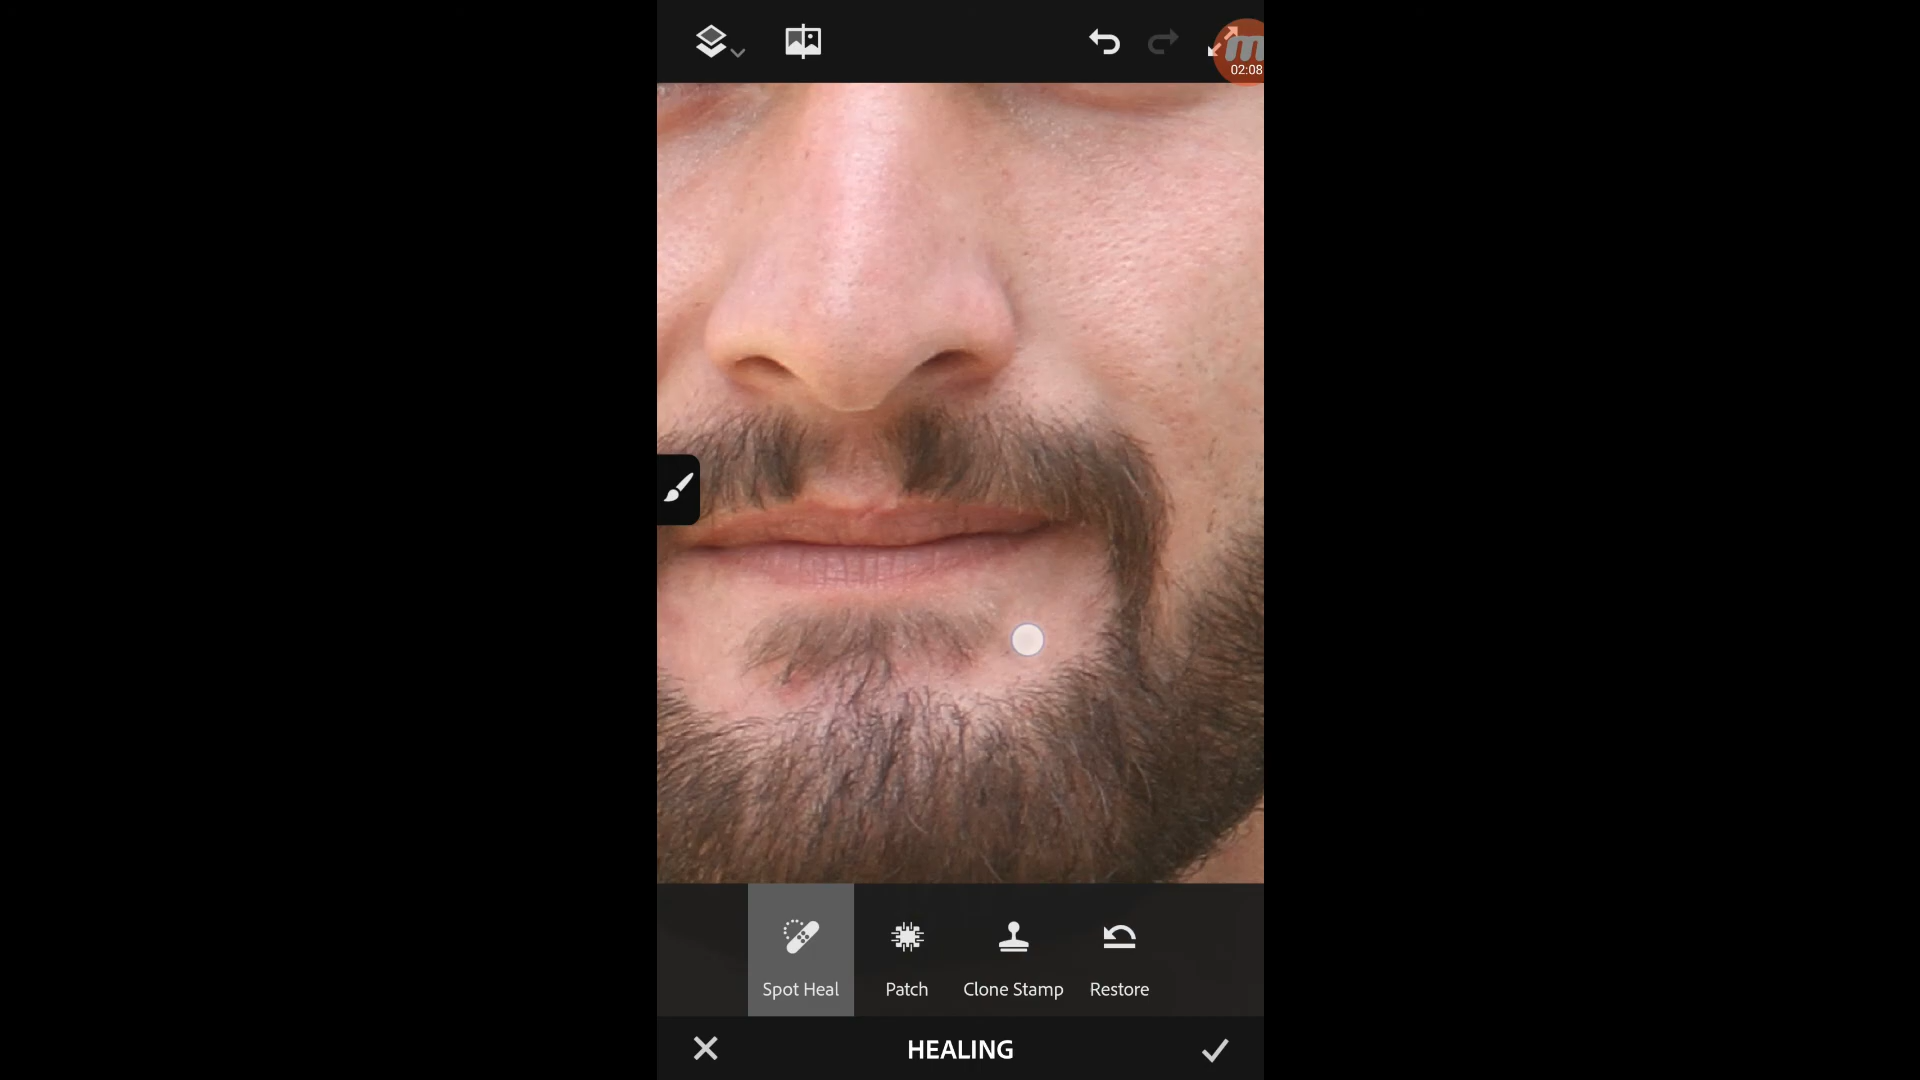 02:08
Spot Heal
Patch
Clone Stamp
Restore
HEALING